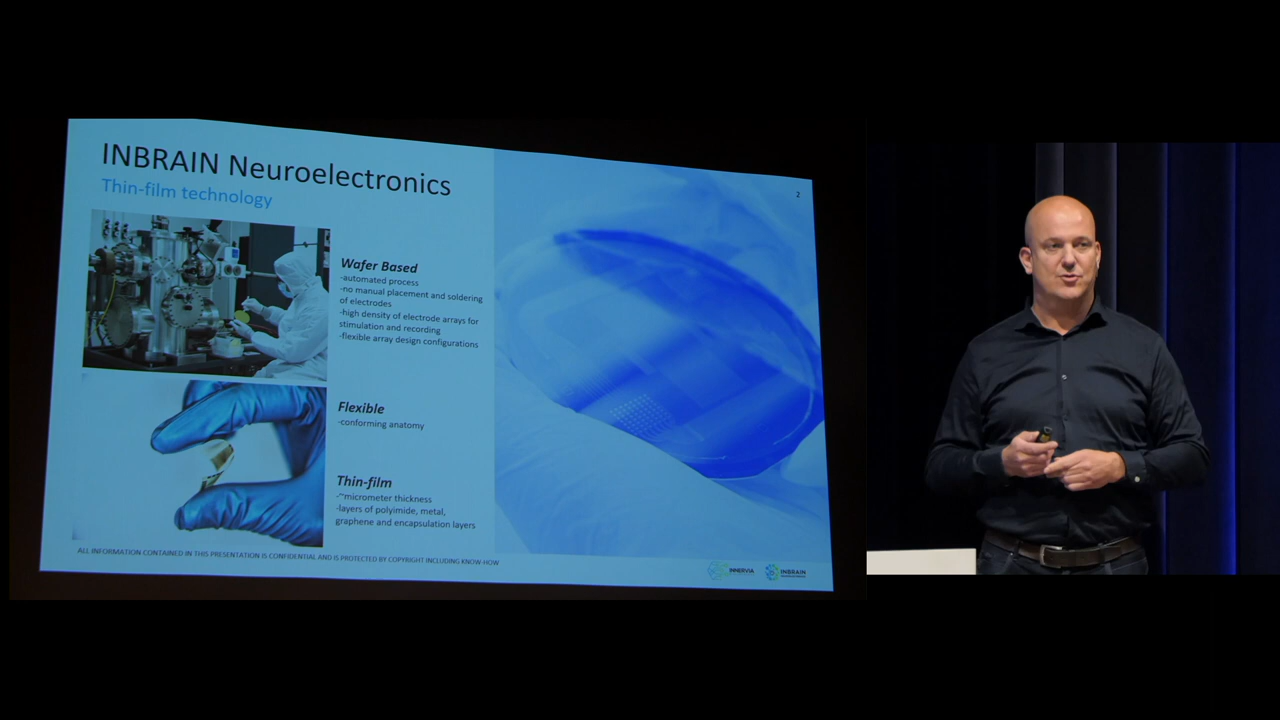 INBRAIN Neuroelectronics
Thin-film technology
2
Wafer Based
-automated process
-no manual placement and soldering
of electrodes
-high density of electrode arrays for
stimulation and recording
-flexible array design configurations
Flexible
-conforming anatomy
Thin-film
-~micrometer thickness
-layers of polyimide, metal,
graphene and encapsulation layers
ALL INFORMATION CONTAINED IN THIS PRESENTATION IS CONFIDENTIAL AND IS PROTECTED BY COPYRIGHT INCLUDING KNOW-HOW
INNERVIA
INBRAIN